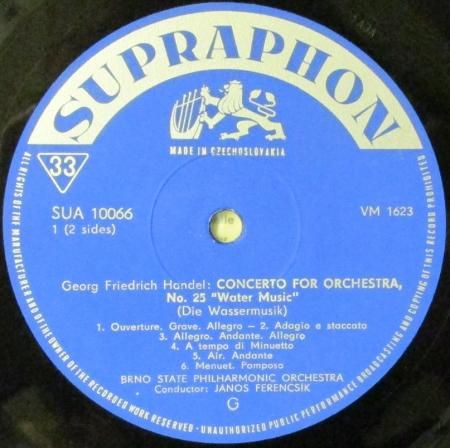 SUPRAPHON
MADE IN CZECHOSLOVAKIA
33
SUA 10066
1 (2 sides)
VM 1623
Georg Friedrich Handel: CONCERTO FOR ORCHESTRA,
No. 25 "Water Music"
(Die Wassermusik)
1. Ouverture. Grave. Allegro – 2. Adagio e staccato
3. Allegro. Andante. Allegro
4. A tempo di Minuetto
5. Air. Andante
6. Menuet. Pomposo
BRNO STATE PHILHARMONIC ORCHESTRA
Conductor: JÁNOS FERENCSIK
G
ALL RIGHTS OF THE MANUFACTURER AND OF THE OWNER OF THE RECORDED WORK RESERVED - UNAUTHORIZED PUBLIC PERFORMANCE BROADCASTING AND COPYING OF THIS RECORD PROHIBITED